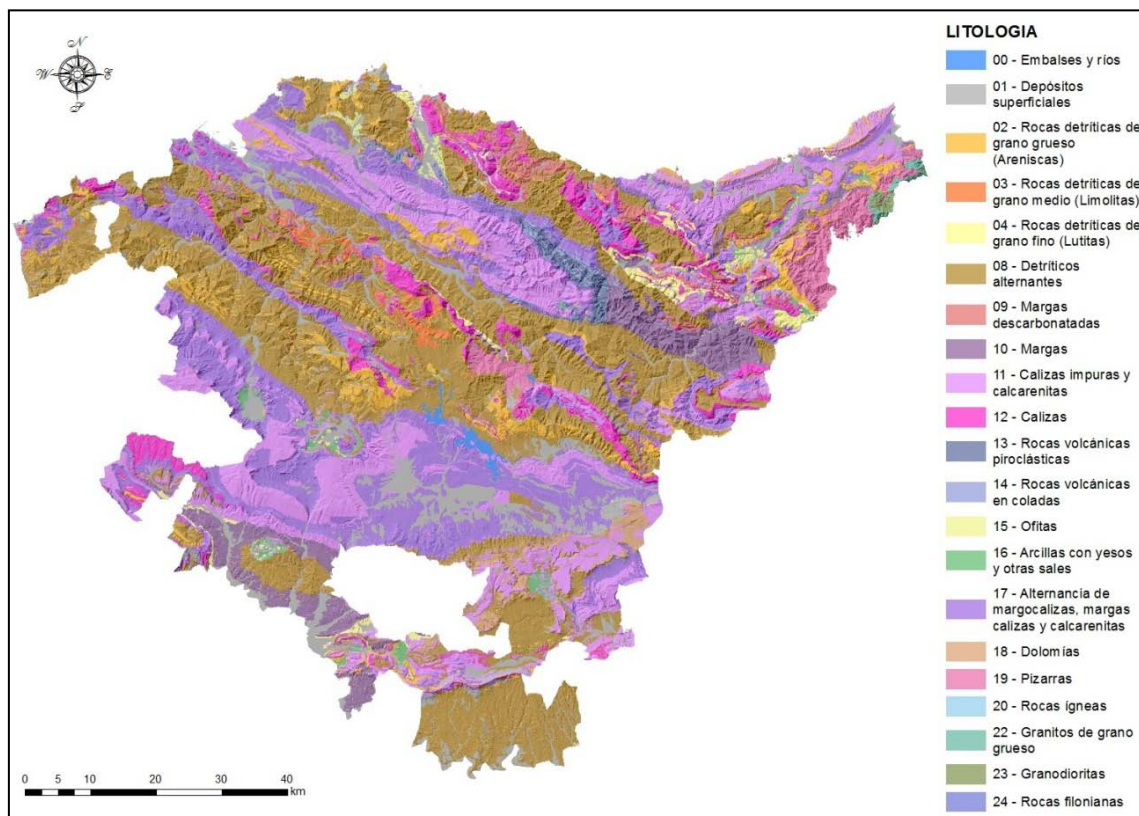 N
W
E
S
LITOLOGIA
00 - Embalses y ríos
01 - Depósitos
superficiales
02 - Rocas detríticas de
grano grueso
(Areniscas)
03 - Rocas detríticas de
grano medio (Limolitas)
04 - Rocas detríticas de
grano fino (Lutitas)
08 - Detríticos
alternantes
09 - Margas
descarbonatadas
10 - Margas
11 - Calizas impuras y
calcarenitas
12 - Calizas
13 - Rocas volcánicas
piroclásticas
14 - Rocas volcánicas
en coladas
15 - Ofitas
16 - Arcillas con yesos
y otras sales
17 - Alternancia de
margocalizas, margas
calizas y calcarenitas
18 - Dolomías
19 - Pizarras
20 - Rocas ígneas
22 - Granitos de grano
grueso
23 - Granodioritas
24 - Rocas filonianas
0 5 10 20 30 40
km